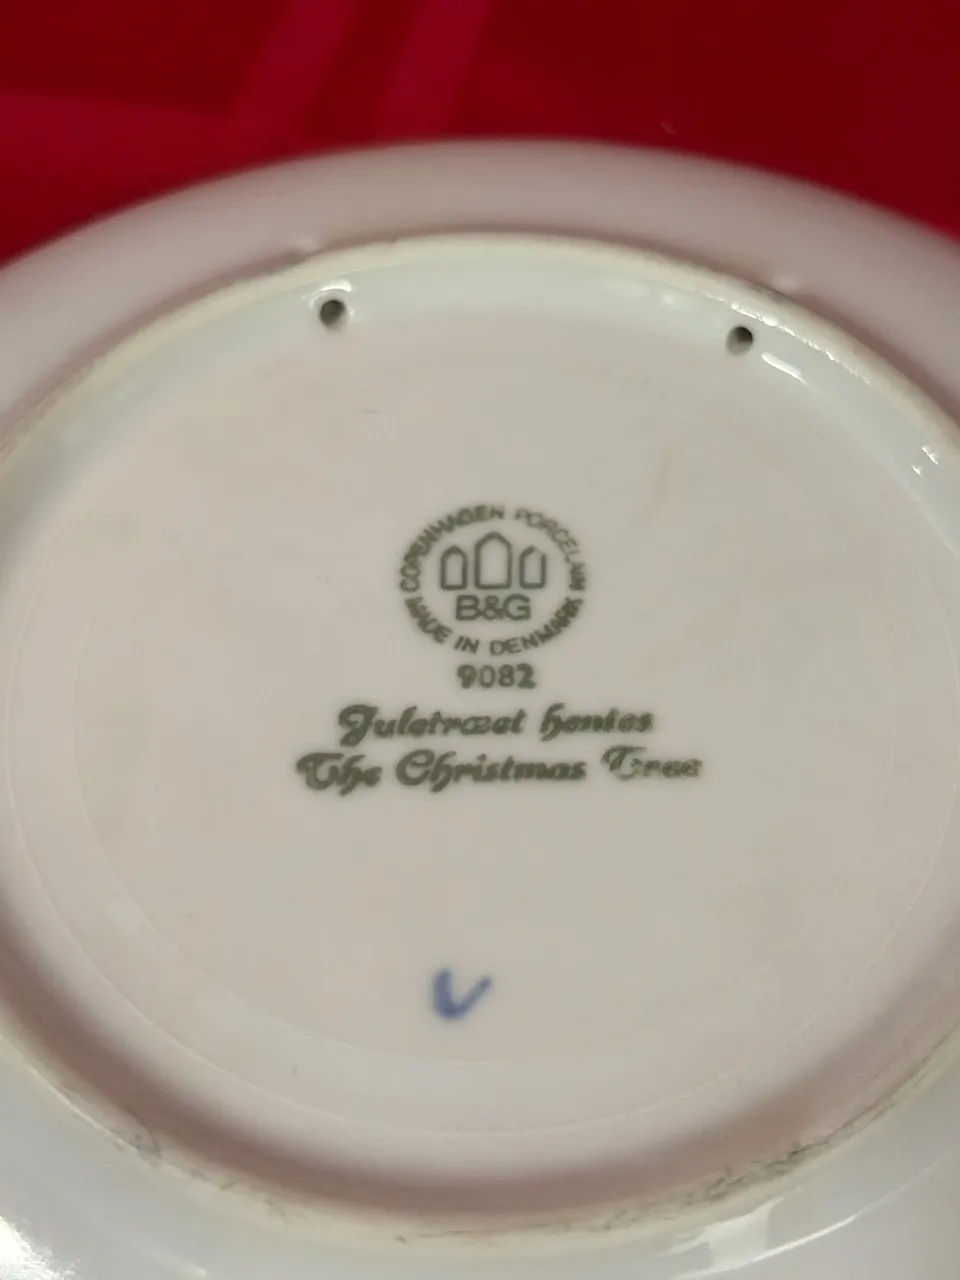 COPENHAGEN PORCELAIN
B&G
MADE IN DENMARK
9082
Juletræet hentes
The Christmas Tree